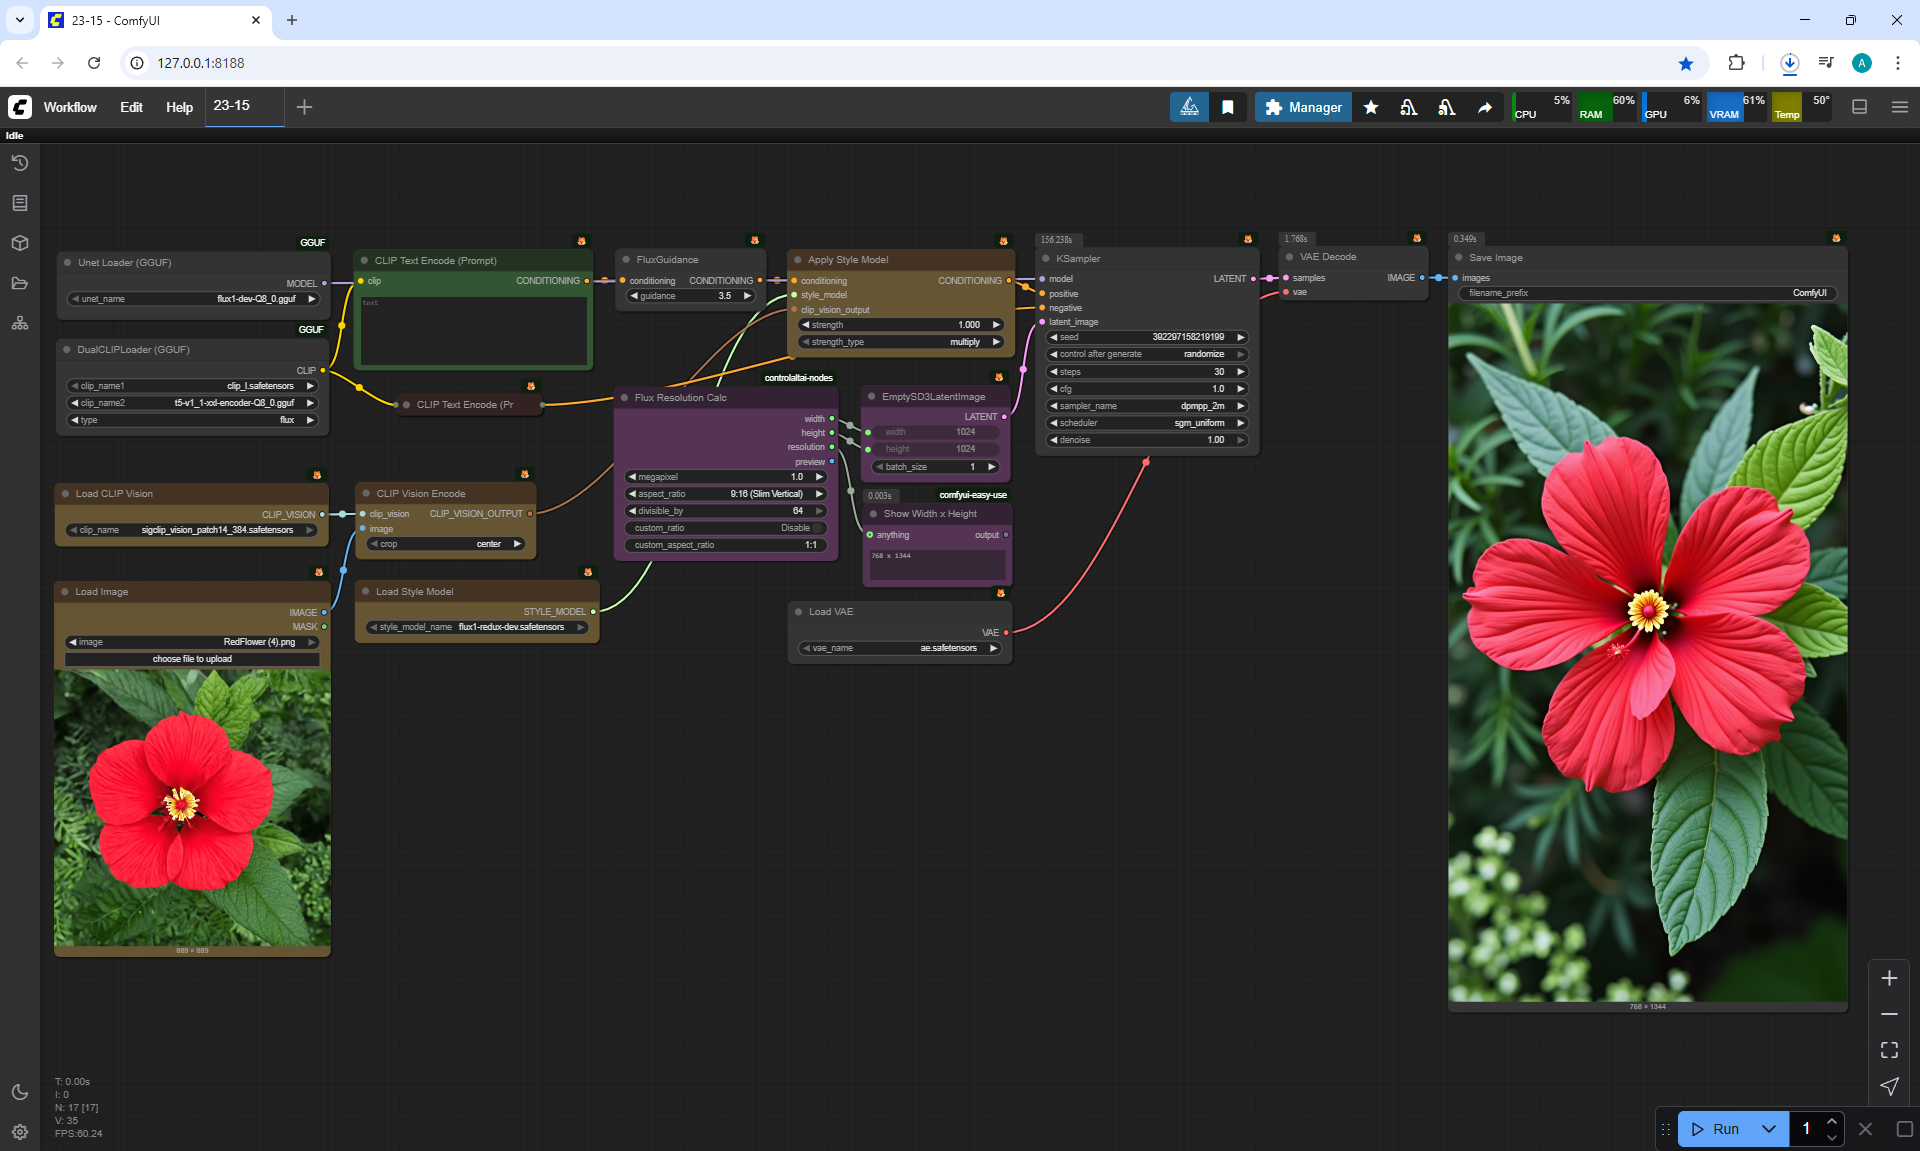 23-15 - ComfyUI
127.0.0.1:8188
A
Workflow
Edit
Help
23-15
Manager
5%
CPU
60%
RAM
6%
GPU
61%
VRAM
50°
Temp
Idle
GGUF
Unet Loader (GGUF)
MODEL
unet_name
flux1-dev-Q8_0.gguf
GGUF
DualCLIPLoader (GGUF)
CLIP
clip_name1
clip_l.safetensors
clip_name2
t5-v1_1-xxl-encoder-Q8_0.gguf
type
flux
CLIP Text Encode (Prompt)
clip
CONDITIONING
text
CLIP Text Encode (Pr
FluxGuidance
conditioning
CONDITIONING
guidance
3.5
Apply Style Model
conditioning
CONDITIONING
style_model
clip_vision_output
strength
1.000
strength_type
multiply
156.238s
KSampler
model
LATENT
positive
negative
latent_image
seed
392297158219199
control after generate
randomize
steps
30
cfg
1.0
sampler_name
dpmpp_2m
scheduler
sgm_uniform
denoise
1.00
1.768s
VAE Decode
samples
IMAGE
vae
0.349s
Save Image
images
filename_prefix
ComfyUI
768 × 1344
controlaltai-nodes
Flux Resolution Calc
width
height
resolution
preview
megapixel
1.0
aspect_ratio
9:16 (Slim Vertical)
divisible_by
64
custom_ratio
Disable
custom_aspect_ratio
1:1
EmptySD3LatentImage
LATENT
width
1024
height
1024
batch_size
1
0.003s
comfyui-easy-use
Show Width x Height
anything
output
768 x 1344
Load VAE
VAE
vae_name
ae.safetensors
Load CLIP Vision
CLIP_VISION
clip_name
sigclip_vision_patch14_384.safetensors
CLIP Vision Encode
clip_vision
CLIP_VISION_OUTPUT
image
crop
center
Load Image
IMAGE
MASK
image
RedFlower (4).png
choose file to upload
889 × 889
Load Style Model
STYLE_MODEL
style_model_name
flux1-redux-dev.safetensors
T: 0.00s
I: 0
N: 17 [17]
V: 35
FPS:60.24
Run
1